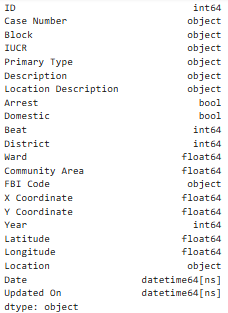 ID int64
Case Number object
Block object
IUCR object
Primary Type object
Description object
Location Description object
Arrest bool
Domestic bool
Beat int64
District int64
Ward float64
Community Area float64
FBI Code object
X Coordinate float64
Y Coordinate float64
Year int64
Latitude float64
Longitude float64
Location object
Date datetime64[ns]
Updated On datetime64[ns]
dtype: object